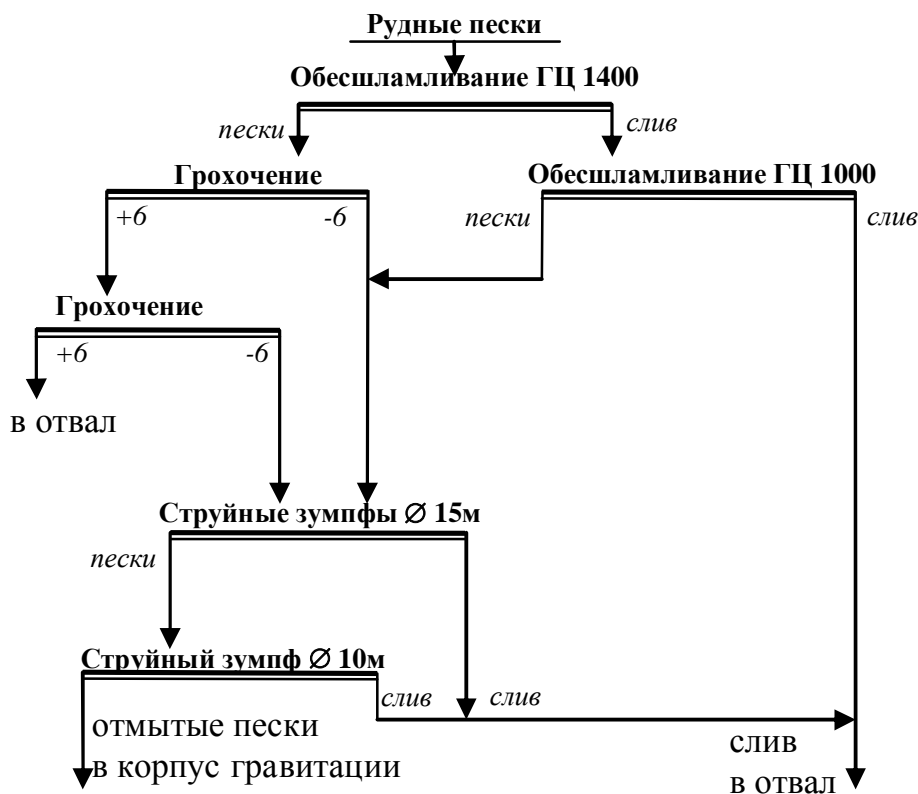 Рудные пески
Обесшламливание ГЦ 1400
пески
слив
Грохочение
Обесшламливание ГЦ 1000
+6
-6
пески
слив
Грохочение
+6
-6
в отвал
Струйные зумпфы ∅ 15м
пески
Струйный зумпф ∅ 10м
слив
слив
отмытые пески
в корпус гравитации
слив
в отвал